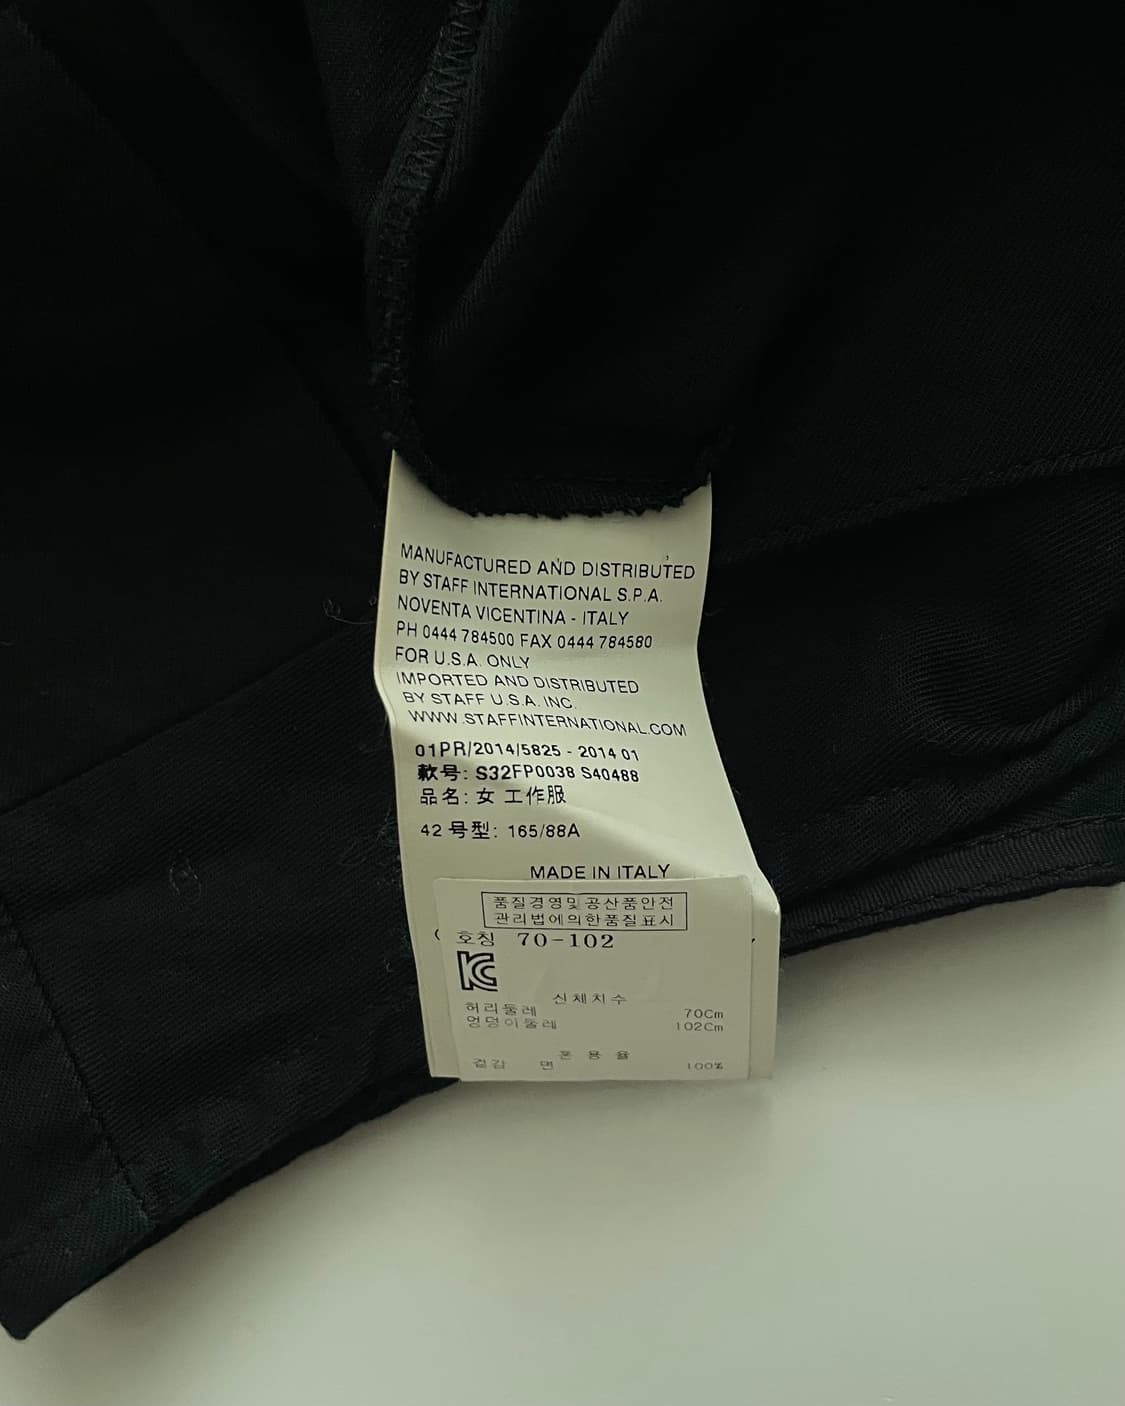 MANUFACTURED AND DISTRIBUTED
BY STAFF INTERNATIONAL S.P.A.
NOVENTA VICENTINA - ITALY
PH 0444 784500 FAX 0444 784580
FOR U.S.A. ONLY
IMPORTED AND DISTRIBUTED
BY STAFF U.S.A. INC.
WWW.STAFFINTERNATIONAL.COM
01PR/2014/5825 - 2014 01
款号: S32FP0038 S40488
品名: 女 工作服
42 号型: 165/88A
MADE IN ITALY
품질경영및공산품안전
관리법에의한품질표시
호칭 70-102
KC
신체치수
허리둘레 70Cm
엉덩이둘레 102Cm
혼 용 율
겉감 면 100%